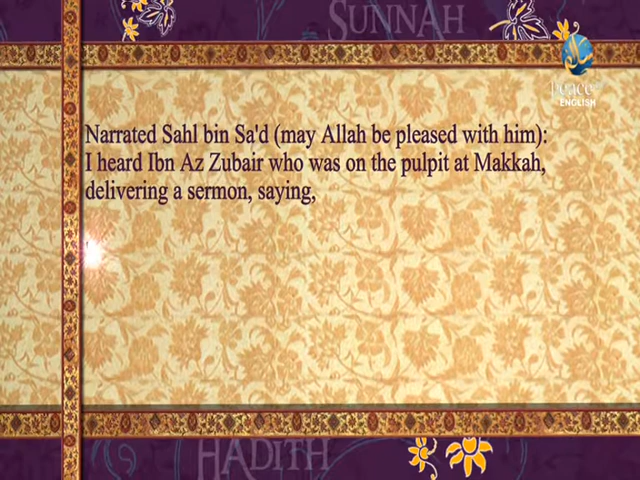 SUNNAH
Peace
ENGLISH
Narrated Sahl bin Sa'd (may Allah be pleased with him):
I heard Ibn Az Zubair who was on the pulpit at Makkah,
delivering a sermon, saying,
HADITH